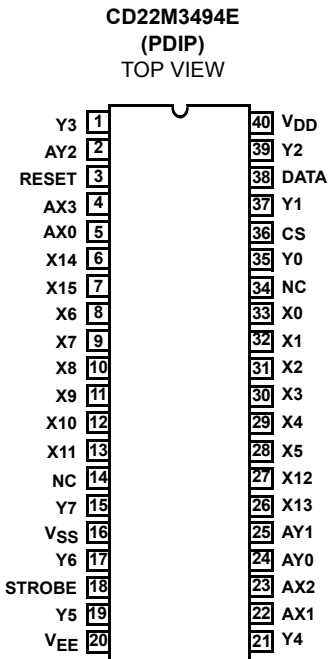 CD22M3494E
(PDIP)
TOP VIEW
Y3 1 40 VDD
AY2 2 39 Y2
RESET 3 38 DATA
AX3 4 37 Y1
AX0 5 36 CS
X14 6 35 Y0
X15 7 34 NC
X6 8 33 X0
X7 9 32 X1
X8 10 31 X2
X9 11 30 X3
X10 12 29 X4
X11 13 28 X5
NC 14 27 X12
Y7 15 26 X13
VSS 16 25 AY1
Y6 17 24 AY0
STROBE 18 23 AX2
Y5 19 22 AX1
VEE 20 21 Y4